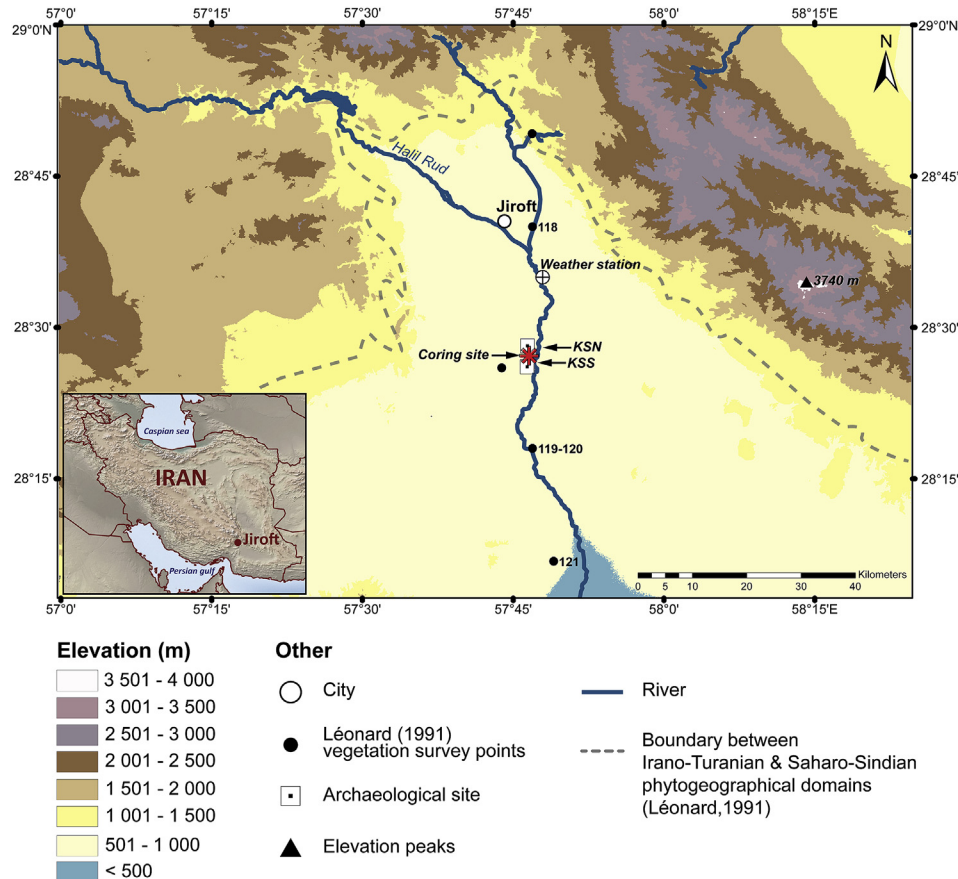 57°0'
57°15'
57°30'
57°45'
58°0'
58°15'
29°0'N
29°0'N
N
Halil Rud
28°45'
28°45'
Jiroft
118
Weather station
3740 m
28°30'
28°30'
Coring site
KSN
KSS
119-120
28°15'
28°15'
121
Caspian sea
IRAN
Jiroft
Persian gulf
Kilometers
0 5 10 20 30 40
57°0'
57°15'
57°30'
57°45'
58°0'
58°15'E
Elevation (m)
3 501 - 4 000
3 001 - 3 500
2 501 - 3 000
2 001 - 2 500
1 501 - 2 000
1 001 - 1 500
501 - 1 000
< 500
Other
City
Léonard (1991)
vegetation survey points
Archaeological site
Elevation peaks
River
Boundary between
Irano-Turanian & Saharo-Sindian
phytogeographical domains
(Léonard,1991)